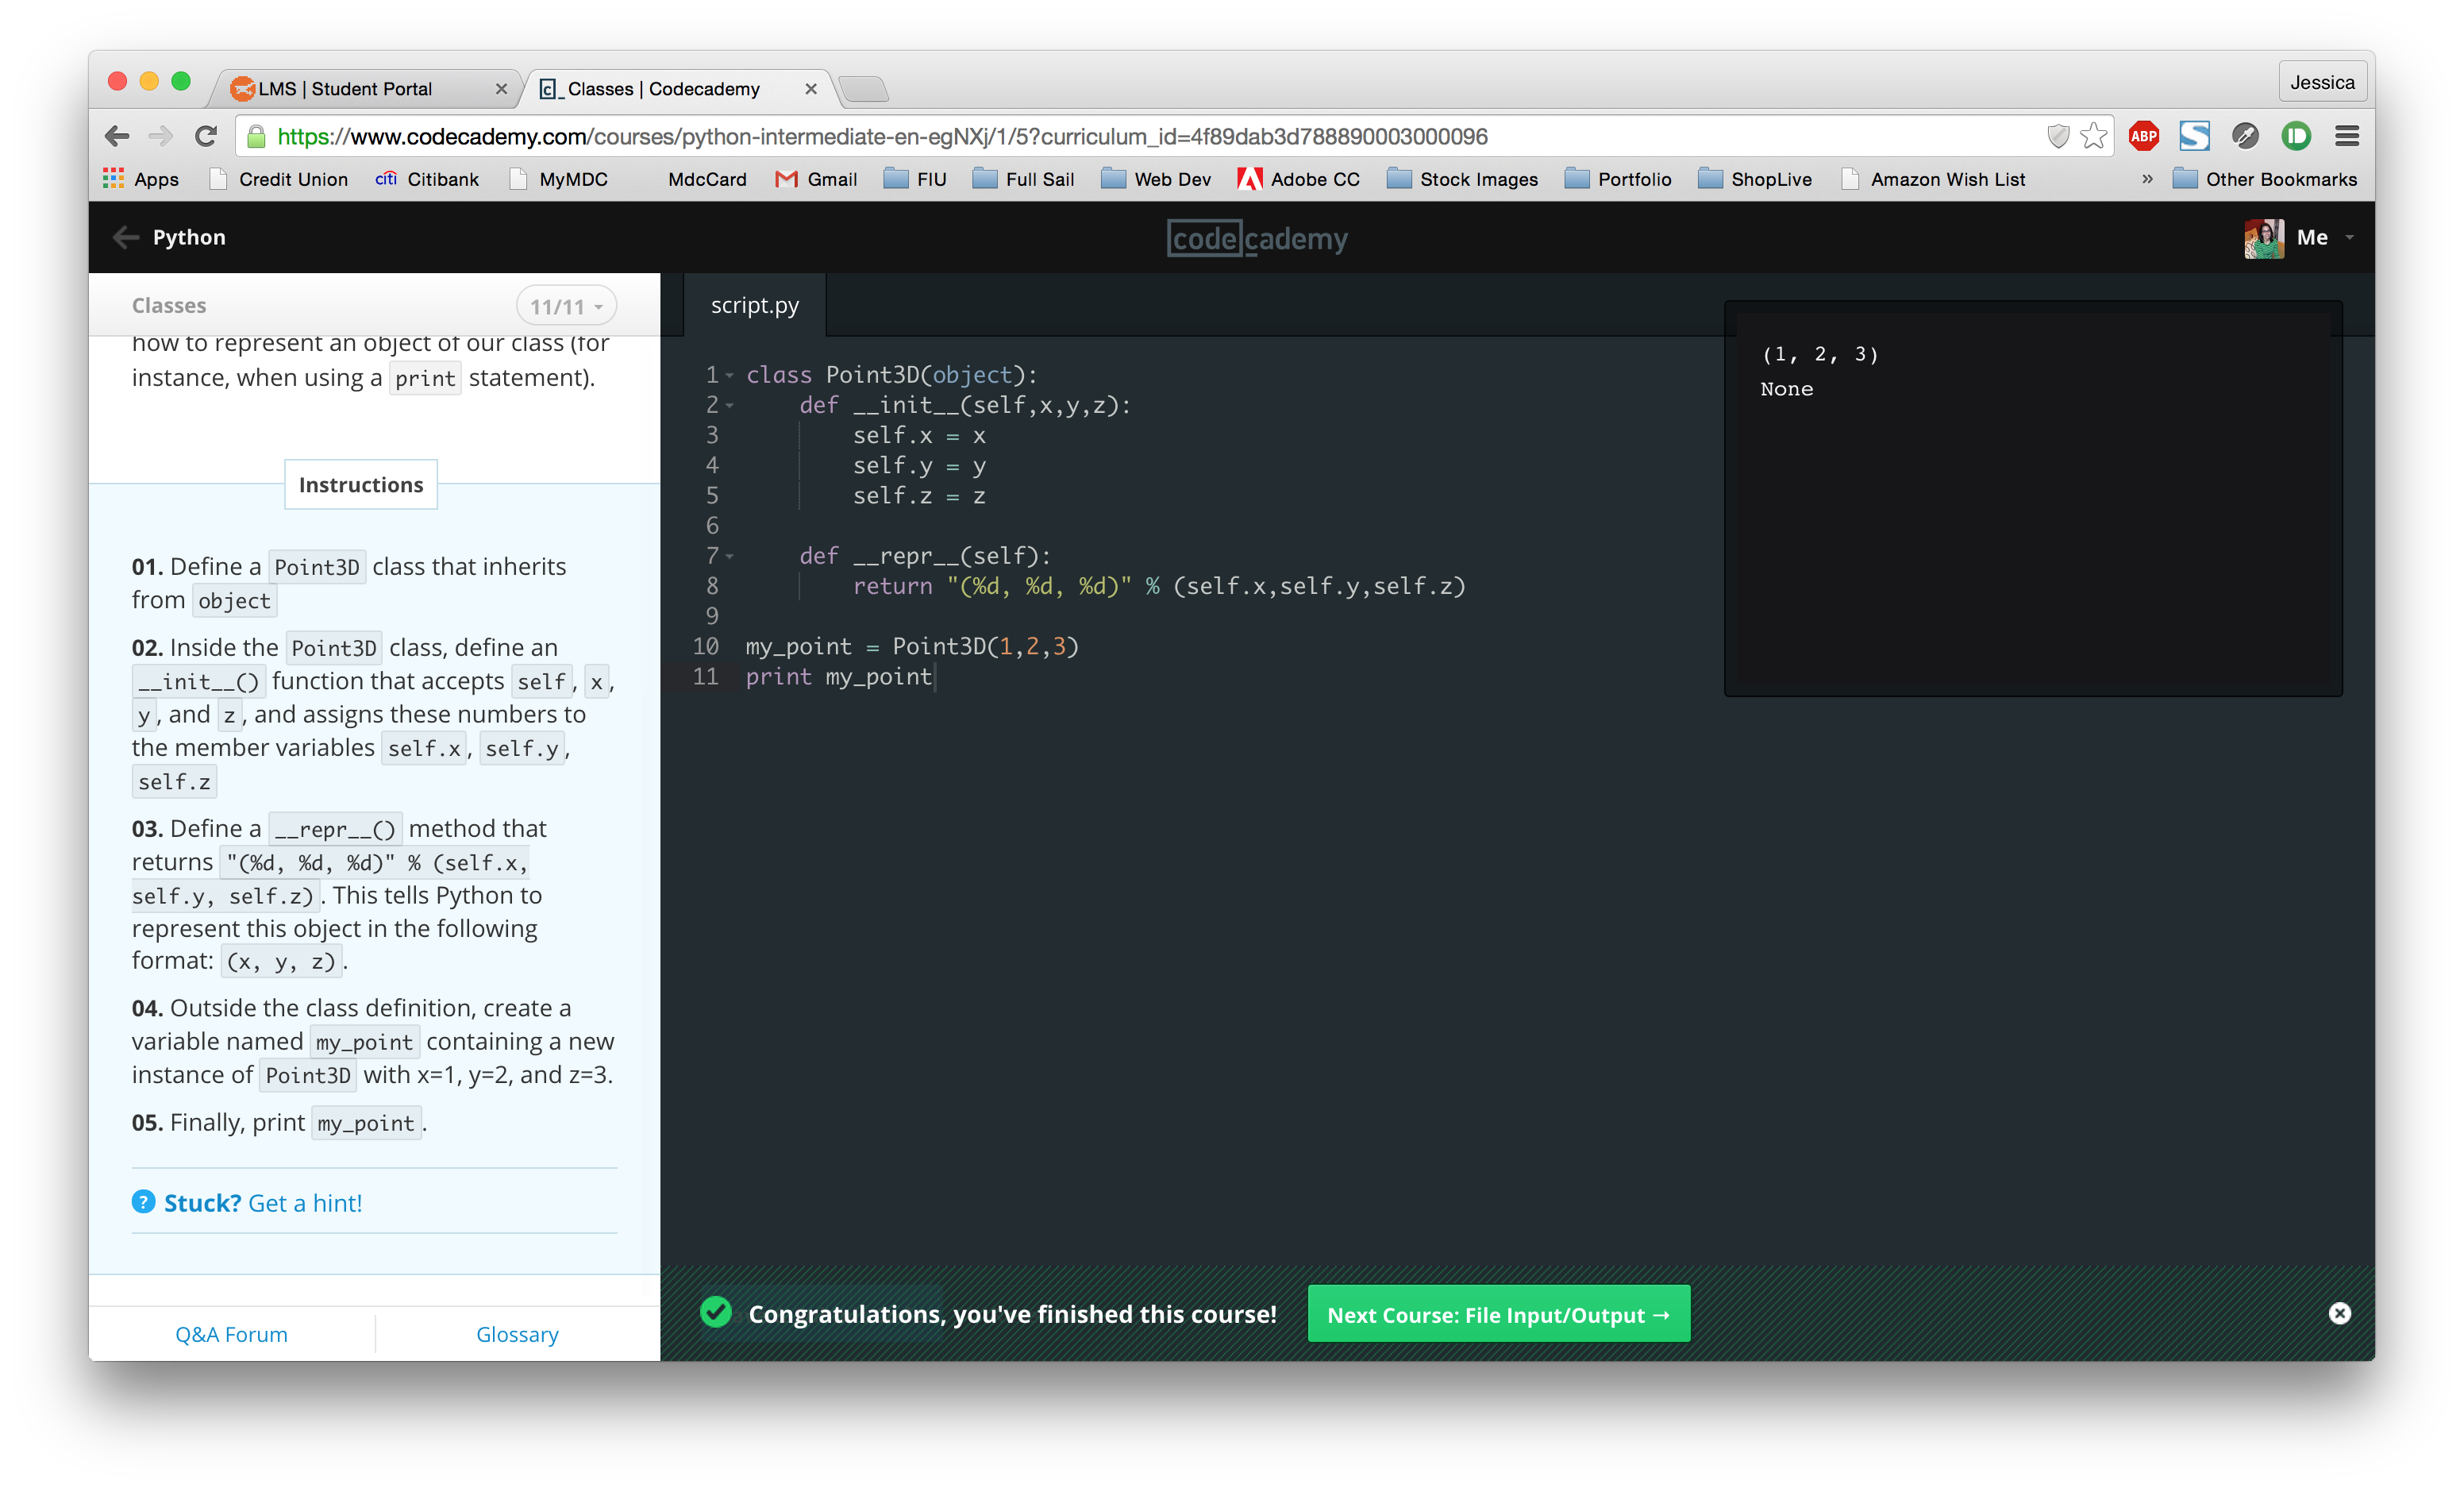 LMS | Student Portal
Classes | Codecademy
Jessica
https://www.codecademy.com/courses/python-intermediate-en-egNXj/1/5?curriculum_id=4f89dab3d788890003000096
ABP
Apps Credit Union citi Citibank MyMDC MdccCard Gmail FIU Full Sail Web Dev Adobe CC Stock Images Portfolio ShopLive Amazon Wish List » Other Bookmarks
Python
codecademy
Me
Classes
11/11
script.py
how to represent an object of our class (for
instance, when using a print statement).
Instructions
01. Define a Point3D class that inherits
from object
02. Inside the Point3D class, define an
__init__() function that accepts self, x,
y, and z, and assigns these numbers to
the member variables self.x, self.y,
self.z
03. Define a __repr__() method that
returns "(%d, %d, %d)" % (self.x,
self.y, self.z). This tells Python to
represent this object in the following
format: (x, y, z).
04. Outside the class definition, create a
variable named my_point containing a new
instance of Point3D with x=1, y=2, and z=3.
05. Finally, print my_point.
? Stuck? Get a hint!
Q&A Forum
Glossary
1 class Point3D(object):
2 def __init__(self,x,y,z):
3 self.x = x
4 self.y = y
5 self.z = z
6
7 def __repr__(self):
8 return "(%d, %d, %d)" % (self.x,self.y,self.z)
9
10 my_point = Point3D(1,2,3)
11 print my_point
(1, 2, 3)
None
Congratulations, you've finished this course!
Next Course: File Input/Output →